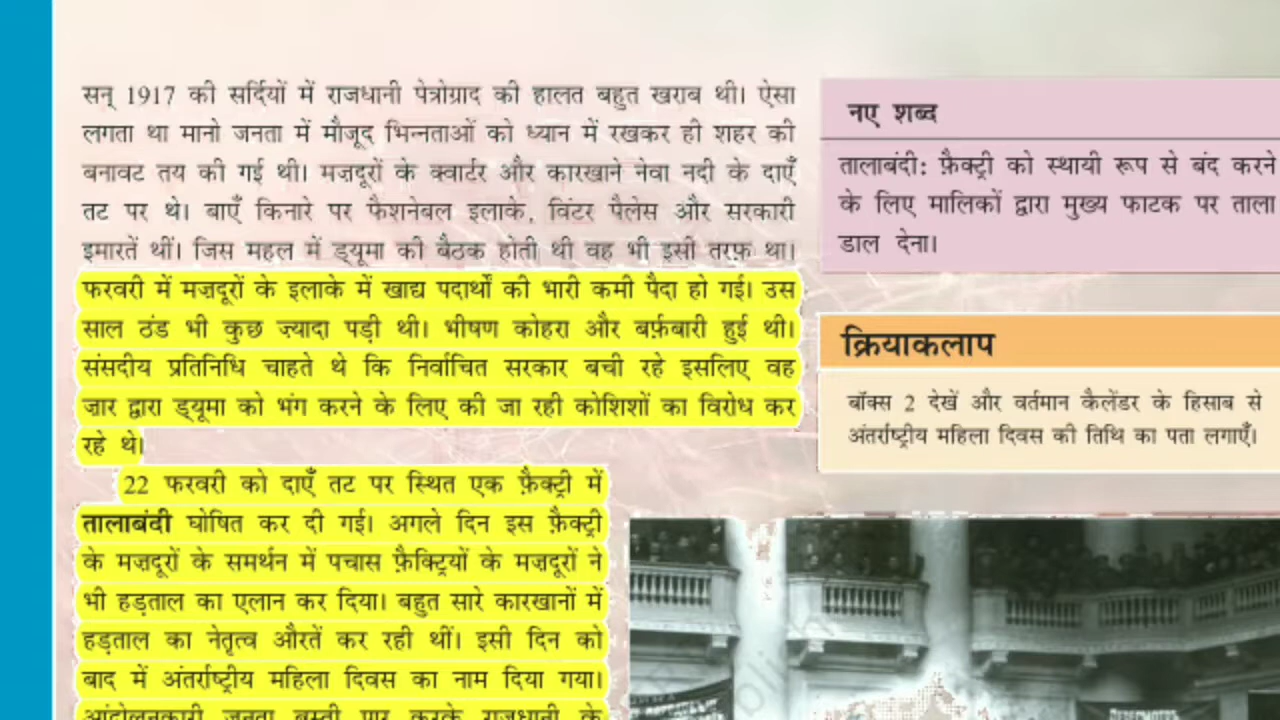 सन् 1917 की सर्दियों में राजधानी पेत्रोग्राद की हालत बहुत खराब थी। ऐसा
लगता था मानो जनता में मौजूद भिन्नताओं को ध्यान में रखकर ही शहर की
बनावट तय की गई थी। मज़दूरों के क्वार्टर और कारखाने नेवा नदी के दाएँ
तट पर थे। बाएँ किनारे पर फैशनेबल इलाके, विंटर पैलेस और सरकारी
इमारतें थीं। जिस महल में ड्यूमा की बैठक होती थी वह भी इसी तरफ़ था।
फरवरी में मज़दूरों के इलाके में खाद्य पदार्थों की भारी कमी पैदा हो गई। उस
साल ठंड भी कुछ ज़्यादा पड़ी थी। भीषण कोहरा और बर्फ़बारी हुई थी।
संसदीय प्रतिनिधि चाहते थे कि निर्वाचित सरकार बची रहे इसलिए वह
ज़ार द्वारा ड्यूमा को भंग करने के लिए की जा रही कोशिशों का विरोध कर
रहे थे।
22 फरवरी को दाएँ तट पर स्थित एक फ़ैक्ट्री में
तालाबंदी घोषित कर दी गई। अगले दिन इस फ़ैक्ट्री
के मज़दूरों के समर्थन में पचास फ़ैक्ट्रियों के मज़दूरों ने
भी हड़ताल का एलान कर दिया। बहुत सारे कारखानों में
हड़ताल का नेतृत्व औरतें कर रही थीं। इसी दिन को
बाद में अंतर्राष्ट्रीय महिला दिवस का नाम दिया गया।
आंदोलनकारी जनता बस्ती पार करके राजधानी के
नए शब्द
तालाबंदी: फ़ैक्ट्री को स्थायी रूप से बंद करने
के लिए मालिकों द्वारा मुख्य फाटक पर ताला
डाल देना।
क्रियाकलाप
बॉक्स 2 देखें और वर्तमान कैलेंडर के हिसाब से
अंतर्राष्ट्रीय महिला दिवस की तिथि का पता लगाएँ।